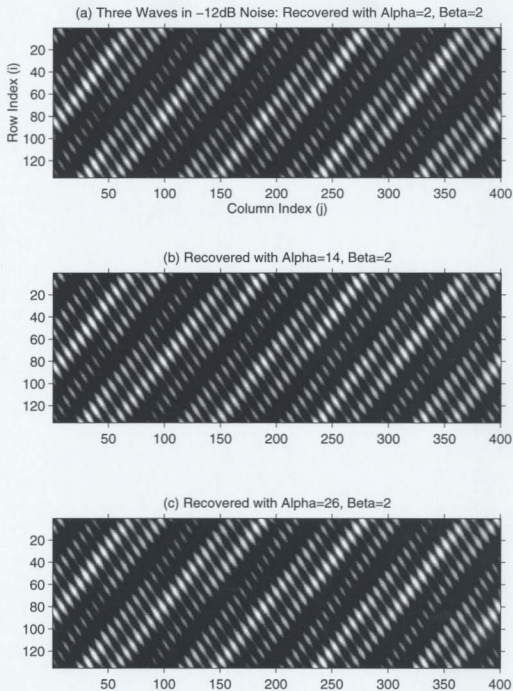 (a) Three Waves in −12dB Noise: Recovered with Alpha=2, Beta=2
Row Index (i)
20
40
60
80
100
120
50 100 150 200 250 300 350 400
Column Index (j)
(b) Recovered with Alpha=14, Beta=2
20
40
60
80
100
120
50 100 150 200 250 300 350 400
(c) Recovered with Alpha=26, Beta=2
20
40
60
80
100
120
50 100 150 200 250 300 350 400